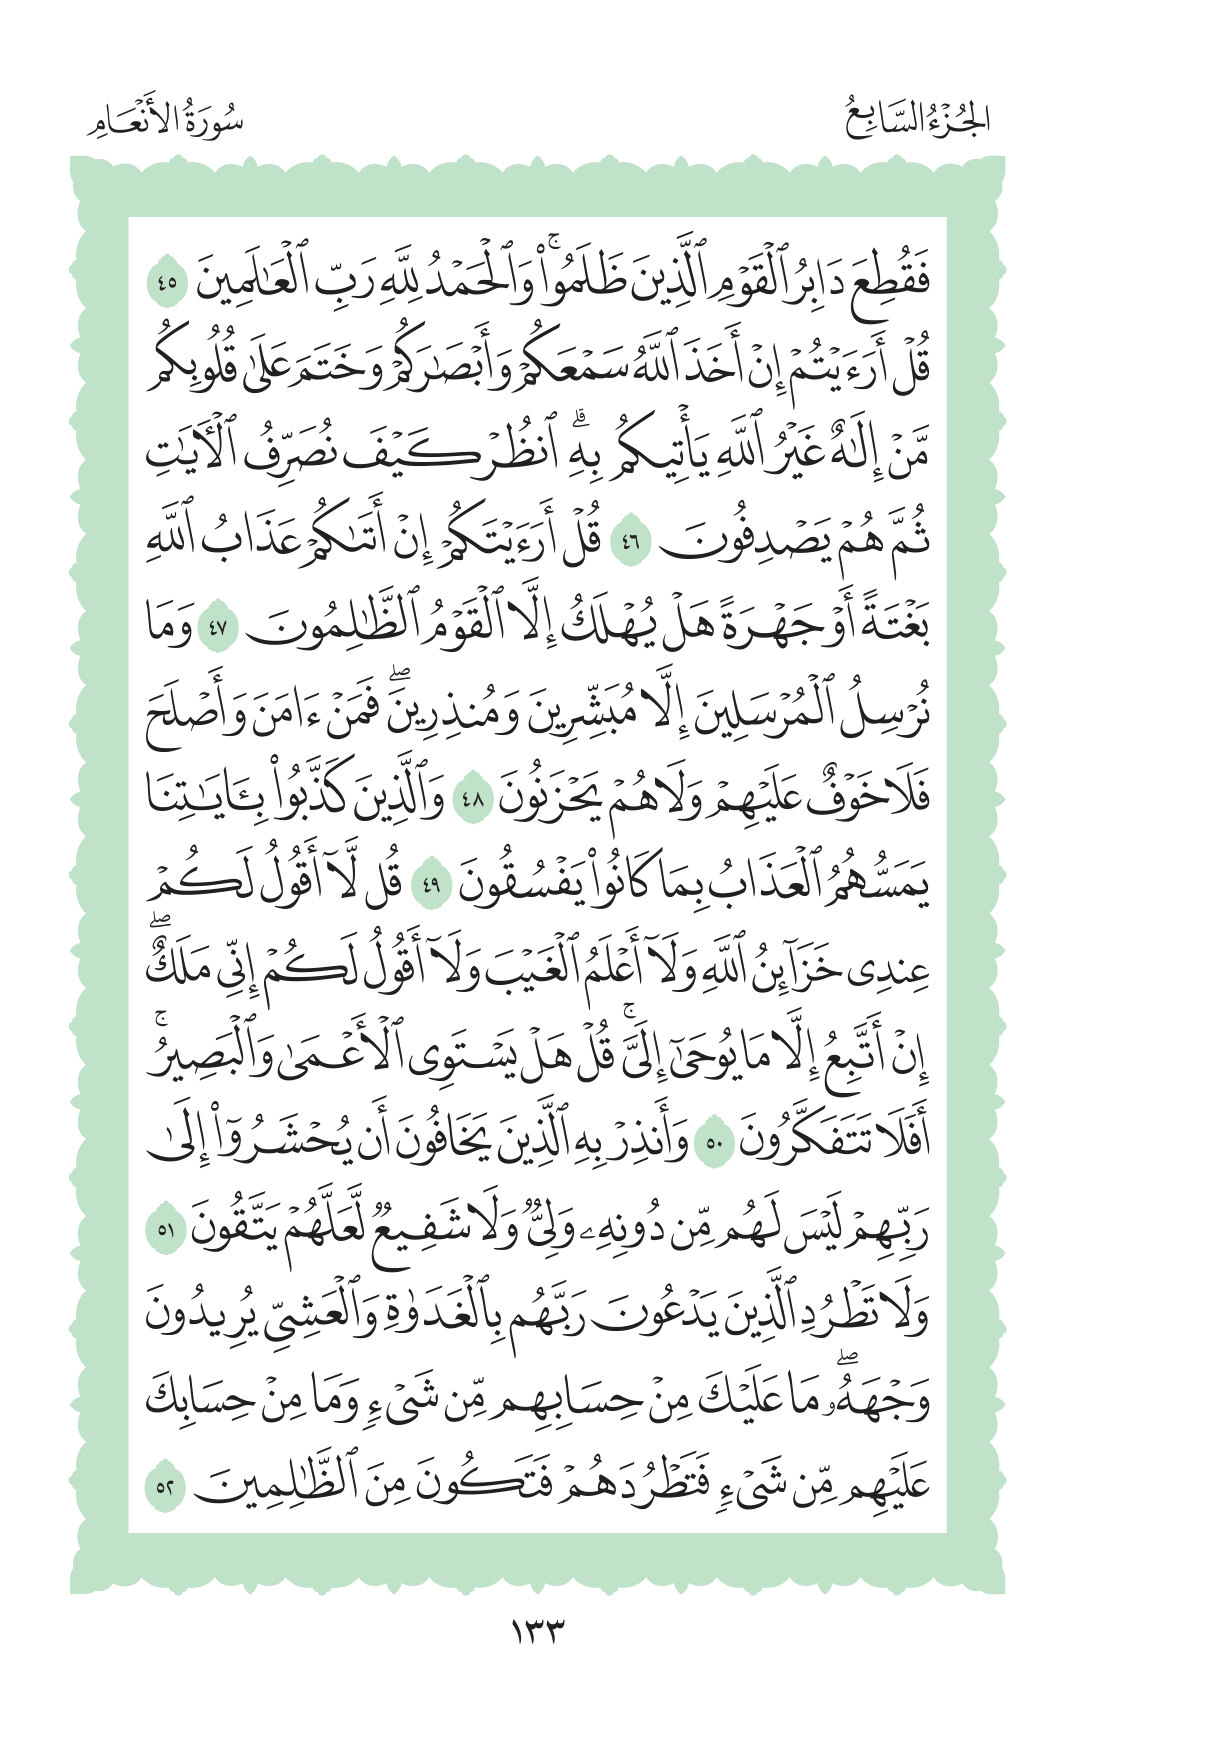 الجُزْءُ السَّابِعُ
سُورَةُ الأَنْعَامِ
فَقُطِعَ دَابِرُ ٱلْقَوْمِ ٱلَّذِينَ ظَلَمُوا۟ۚ وَٱلْحَمْدُ لِلَّهِ رَبِّ ٱلْعَـٰلَمِينَ ٤٥
قُلْ أَرَءَيْتُمْ إِنْ أَخَذَ ٱللَّهُ سَمْعَكُمْ وَأَبْصَـٰرَكُمْ وَخَتَمَ عَلَىٰ قُلُوبِكُم
مَّنْ إِلَـٰهٌ غَيْرُ ٱللَّهِ يَأْتِيكُم بِهِۗ ٱنظُرْ كَيْفَ نُصَرِّفُ ٱلْـَٔايَـٰتِ
ثُمَّ هُمْ يَصْدِفُونَ ٤٦ قُلْ أَرَءَيْتَكُمْ إِنْ أَتَىٰكُمْ عَذَابُ ٱللَّهِ
بَغْتَةً أَوْ جَهْرَةً هَلْ يُهْلَكُ إِلَّا ٱلْقَوْمُ ٱلظَّـٰلِمُونَ ٤٧ وَمَا
نُرْسِلُ ٱلْمُرْسَلِينَ إِلَّا مُبَشِّرِينَ وَمُنذِرِينَۖ فَمَنْ ءَامَنَ وَأَصْلَحَ
فَلَا خَوْفٌ عَلَيْهِمْ وَلَا هُمْ يَحْزَنُونَ ٤٨ وَٱلَّذِينَ كَذَّبُوا۟ بِـَٔايَـٰتِنَا
يَمَسُّهُمُ ٱلْعَذَابُ بِمَا كَانُوا۟ يَفْسُقُونَ ٤٩ قُل لَّآ أَقُولُ لَكُمْ
عِندِى خَزَآئِنُ ٱللَّهِ وَلَآ أَعْلَمُ ٱلْغَيْبَ وَلَآ أَقُولُ لَكُمْ إِنِّى مَلَكٌۖ
إِنْ أَتَّبِعُ إِلَّا مَا يُوحَىٰٓ إِلَىَّۚ قُلْ هَلْ يَسْتَوِى ٱلْأَعْمَىٰ وَٱلْبَصِيرُۚ
أَفَلَا تَتَفَكَّرُونَ ٥٠ وَأَنذِرْ بِهِ ٱلَّذِينَ يَخَافُونَ أَن يُحْشَرُوٓا۟ إِلَىٰ
رَبِّهِمْ لَيْسَ لَهُم مِّن دُونِهِۦ وَلِىٌّ وَلَا شَفِيعٌ لَّعَلَّهُمْ يَتَّقُونَ ٥١
وَلَا تَطْرُدِ ٱلَّذِينَ يَدْعُونَ رَبَّهُم بِٱلْغَدَوٰةِ وَٱلْعَشِىِّ يُرِيدُونَ
وَجْهَهُۥۖ مَا عَلَيْكَ مِنْ حِسَابِهِم مِّن شَىْءٍ وَمَا مِنْ حِسَابِكَ
عَلَيْهِم مِّن شَىْءٍ فَتَطْرُدَهُمْ فَتَكُونَ مِنَ ٱلظَّـٰلِمِينَ ٥٢
١٣٣